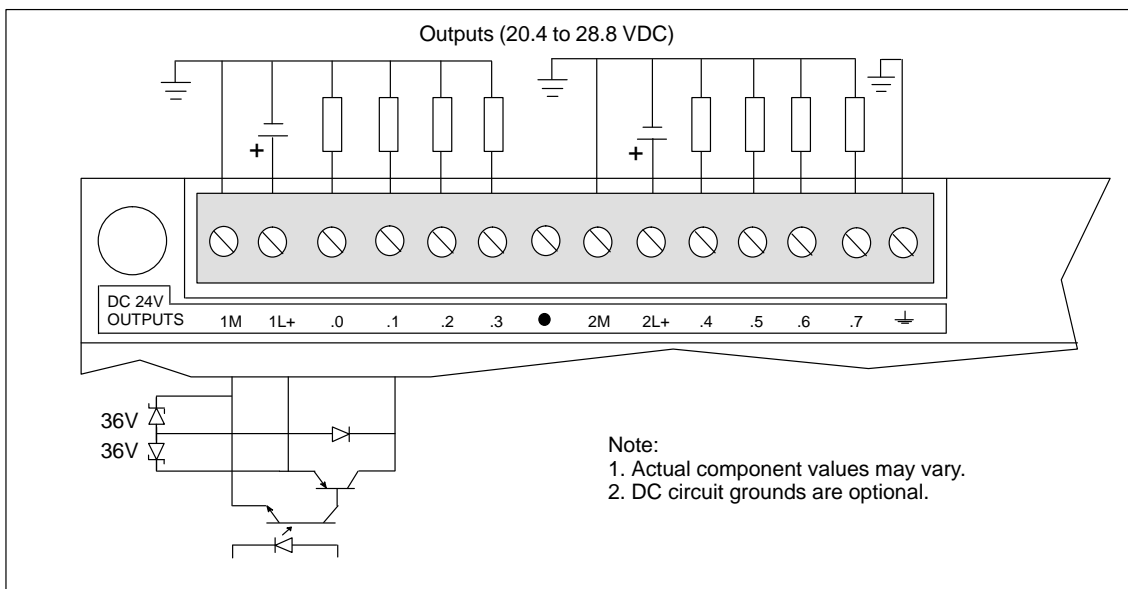 Outputs (20.4 to 28.8 VDC)
+
+
DC 24V
OUTPUTS
1M 1L+ .0 .1 .2 .3 ● 2M 2L+ .4 .5 .6 .7
36V
36V
Note:
1. Actual component values may vary.
2. DC circuit grounds are optional.